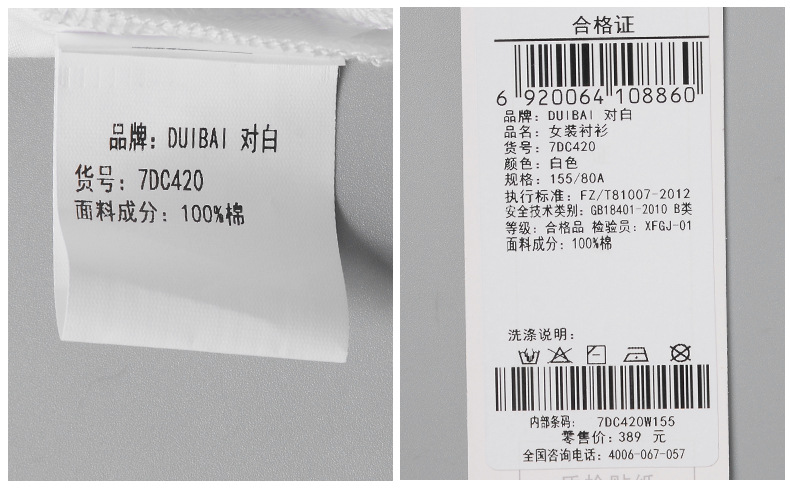 品牌: DUIBAI 对白
货号: 7DC420
面料成分: 100%棉
合格证
6 920064 108860
品牌: DUIBAI 对白
品名: 女装衬衫
货号: 7DC420
颜色: 白色
规格: 155/80A
执行标准: FZ/T81007-2012
安全技术类别: GB18401-2010 B类
等级: 合格品 检验员: XFGJ-01
面料成分: 100%棉
洗涤说明:
内部条码: 7DC420W155
零售价: 389 元
全国咨询电话: 4006-067-057